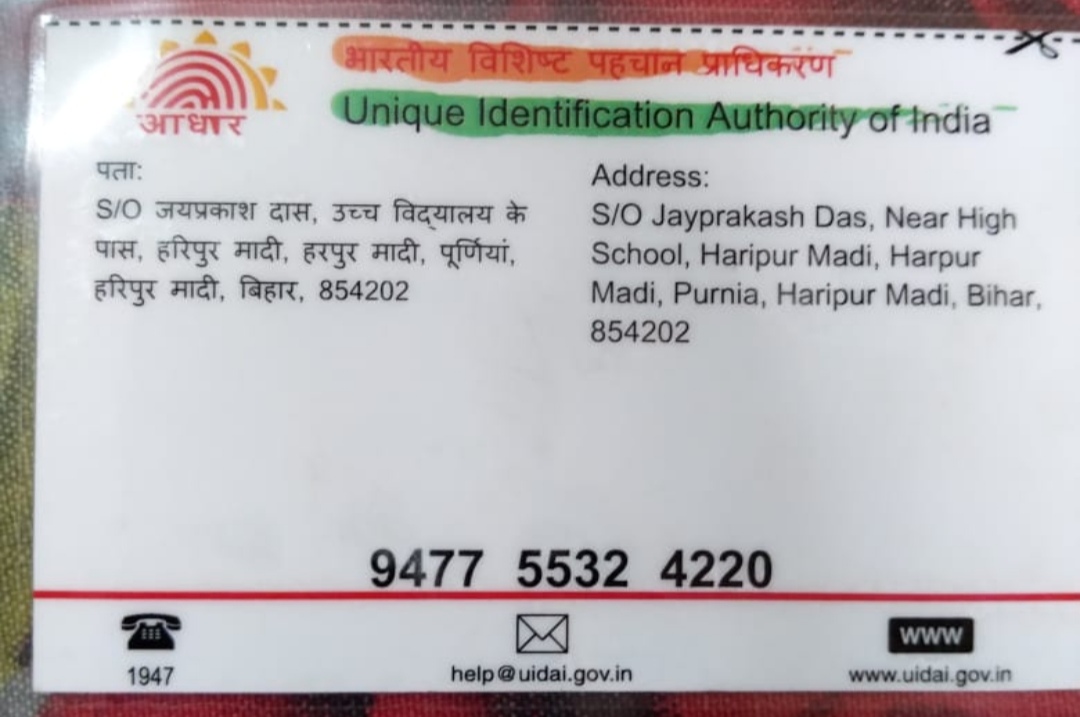 भारतीय विशिष्ट पहचान प्राधिकरण
Unique Identification Authority of India
आधार
पता:
S/O जयप्रकाश दास, उच्च विद्यालय के
पास, हरिपुर मादी, हरपुर मादी, पूर्णियां,
हरिपुर मादी, बिहार, 854202
Address:
S/O Jayprakash Das, Near High
School, Haripur Madi, Harpur
Madi, Purnia, Haripur Madi, Bihar,
854202
9477 5532 4220
1947
help@uidai.gov.in
www
www.uidai.gov.in